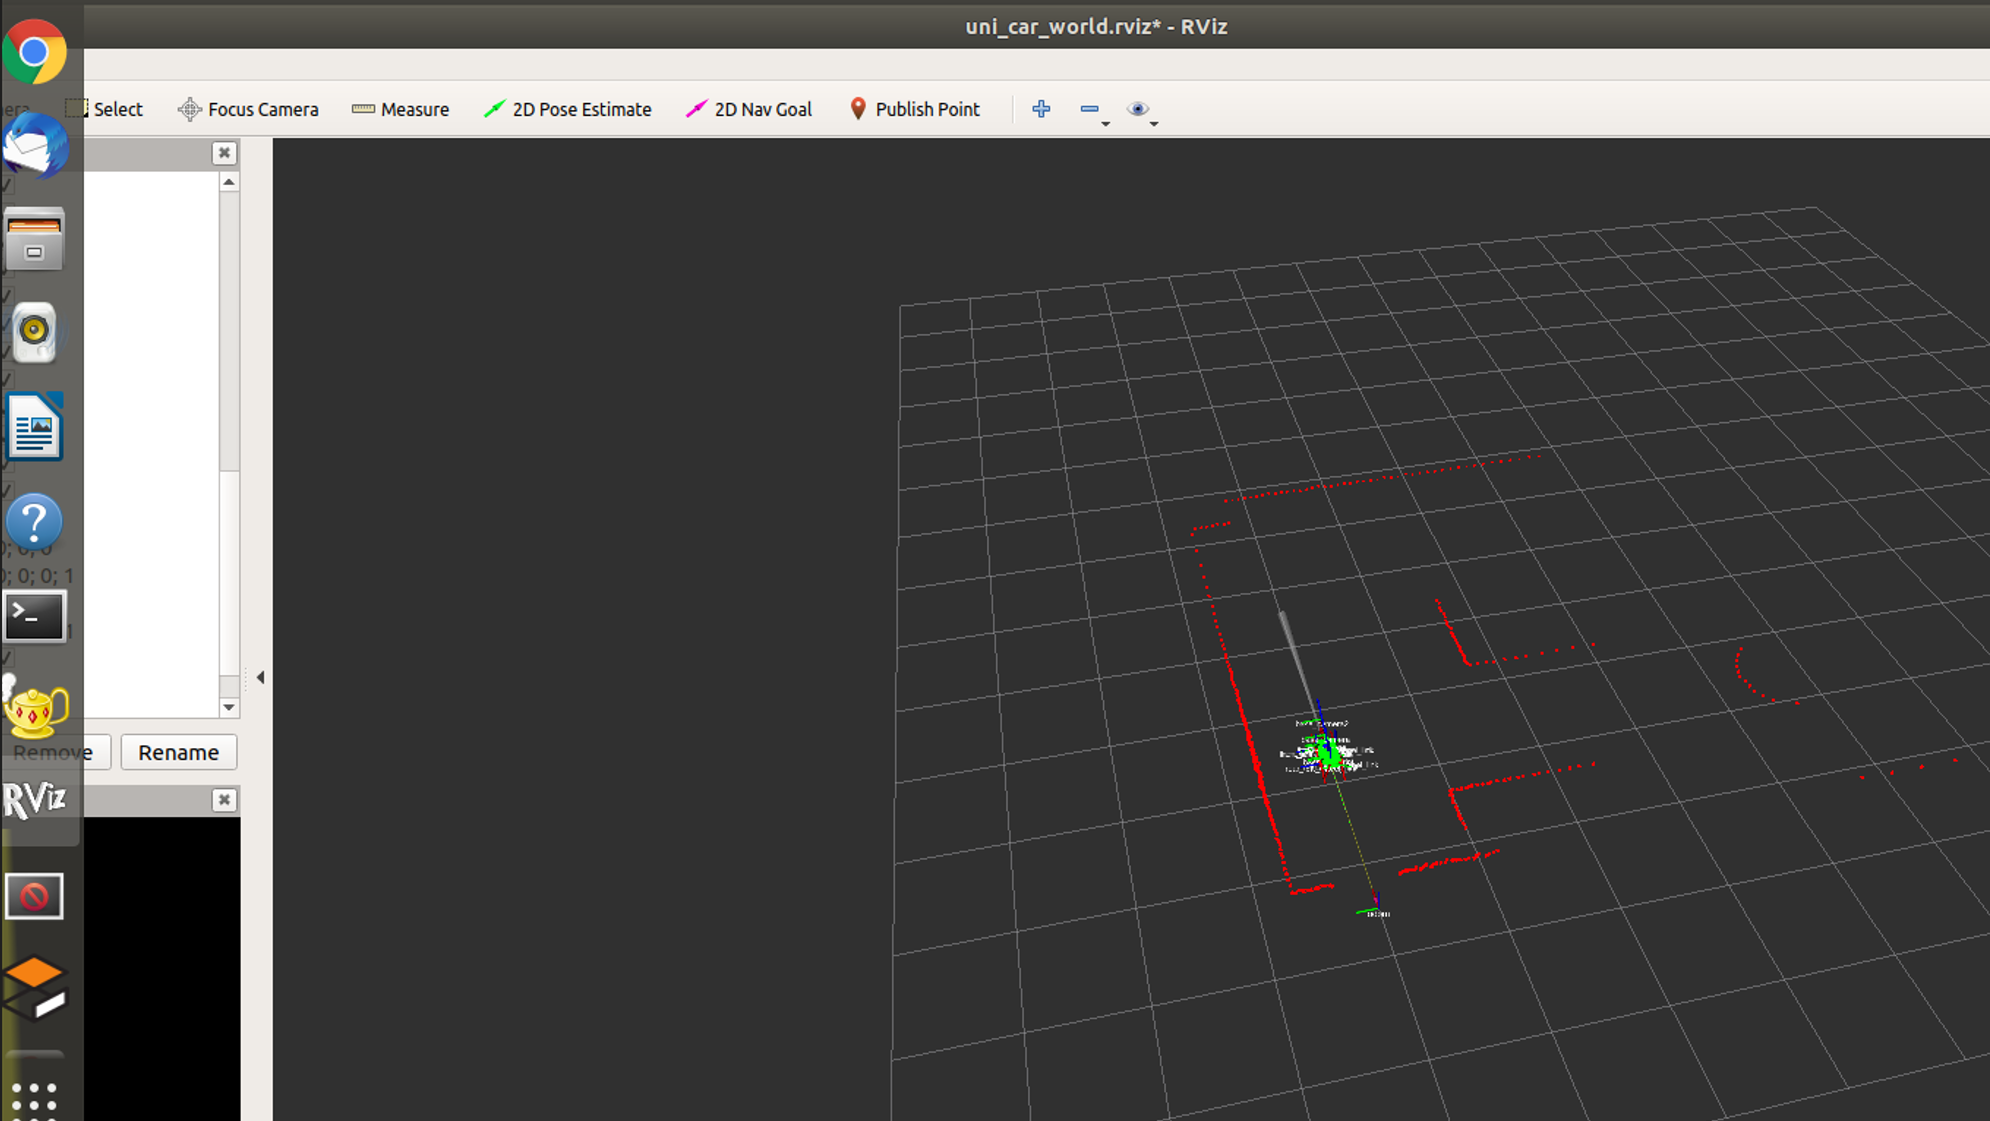 uni_car_world.rviz* - RViz
Select Focus Camera Measure 2D Pose Estimate 2D Nav Goal Publish Point
0; 0; 0
0; 0; 0; 1
1
Remove Rename
RViz